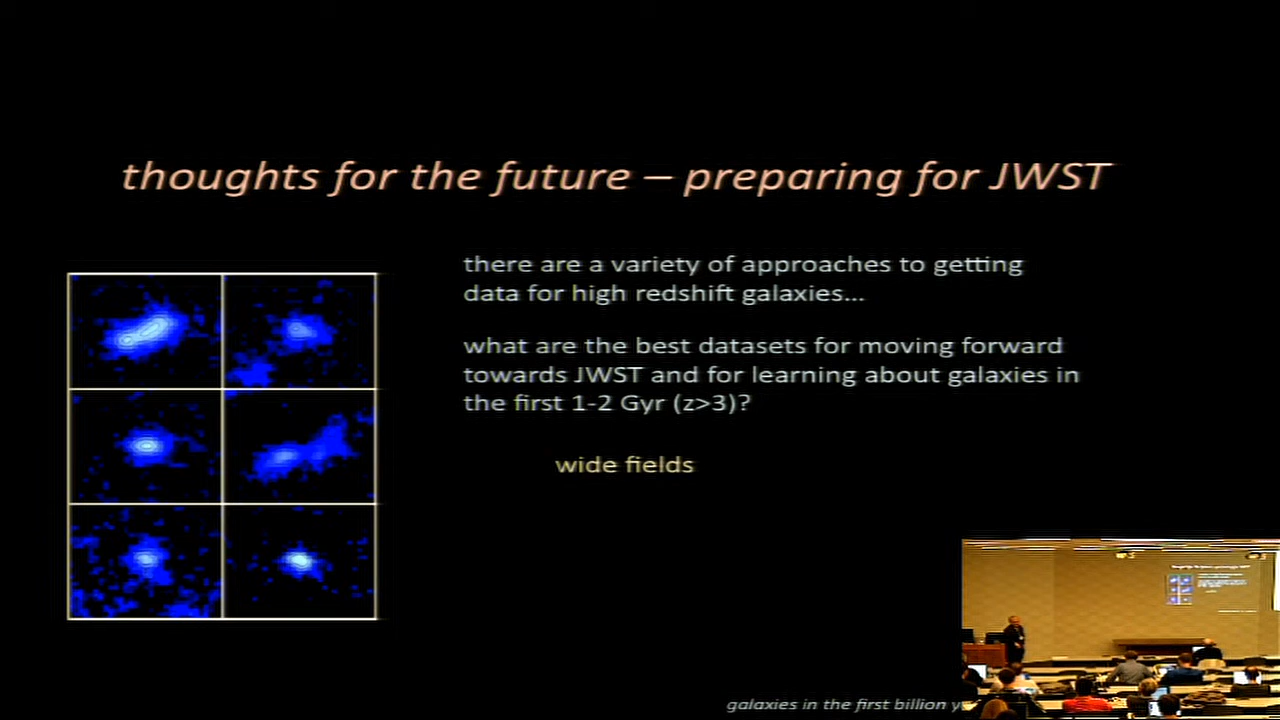 thoughts for the future – preparing for JWST
there are a variety of approaches to getting
data for high redshift galaxies...
what are the best datasets for moving forward
towards JWST and for learning about galaxies in
the first 1-2 Gyr (z>3)?
wide fields
galaxies in the first billion